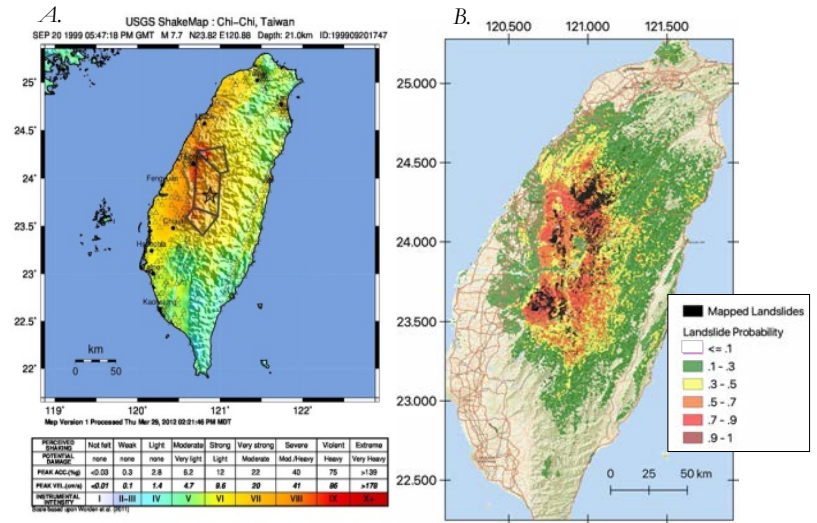 A.
USGS ShakeMap : Chi-Chi, Taiwan
SEP 20 1999 05:47:18 PM GMT M 7.7 N23.82 E120.88 Depth: 21.0km ID:199909201747
25˚
24.5˚
24˚
23.5˚
23˚
22.5˚
22˚
km
0 50
119˚ 120˚ 121˚ 122˚
Map Version 1 Processed Thu Mar 29, 2012 02:21:46 PM MDT
PERCEIVED SHAKING Not felt Weak Light Moderate Strong Very strong Severe Violent Extreme
POTENTIAL DAMAGE none none none Very light Light Moderate Mod./Heavy Heavy Very Heavy
PEAK ACC.(%g) <0.03 0.3 2.8 6.2 12 22 40 75 >139
PEAK VEL.(cm/s) <0.01 0.1 1.4 4.7 9.6 20 41 86 >178
INSTRUMENTAL INTENSITY I II-III IV V VI VII VIII IX X+
Scale based upon Worden et al. (2011)
B.
120.500 121.000 121.500
25.000
24.500
24.000
23.500
23.000
22.500
Mapped Landslides
Landslide Probability
<= .1
.1 - .3
.3 - .5
.5 - .7
.7 - .9
.9 - 1
0 25 50 km